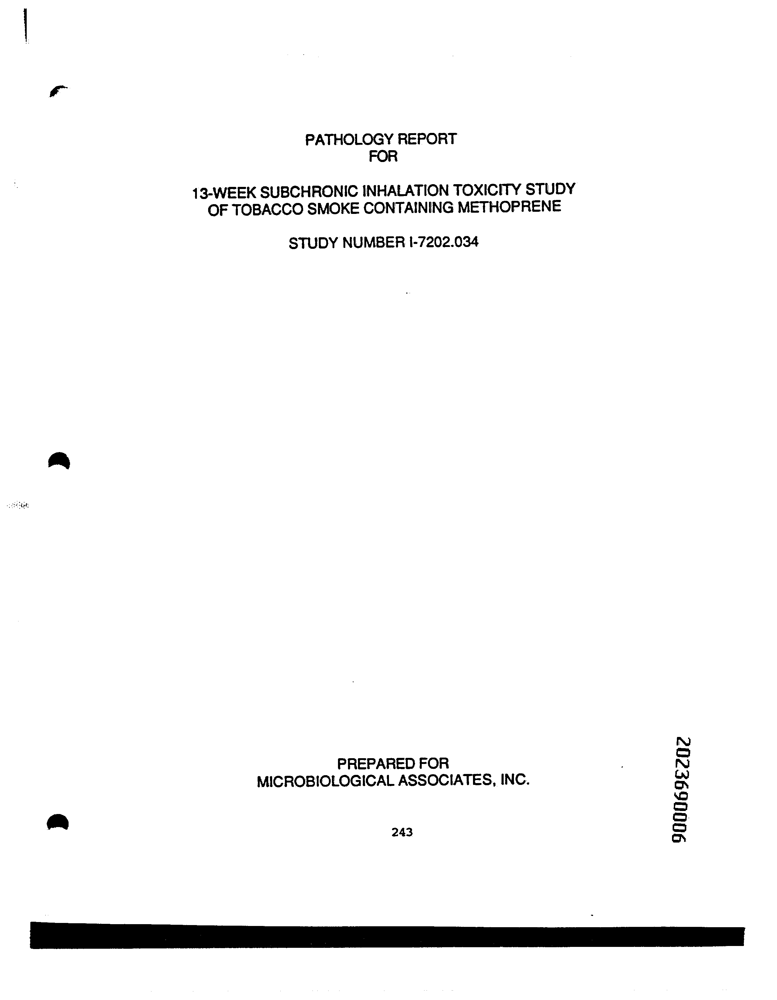 PATHOLOGY REPORT
FOR
13-WEEK SUBCHRONIC INHALATION TOXICITY STUDY
OF TOBACCO SMOKE CONTAINING METHOPRENE
STUDY NUMBER I-7202.034
PREPARED FOR
MICROBIOLOGICAL ASSOCIATES, INC.
243
2023690006